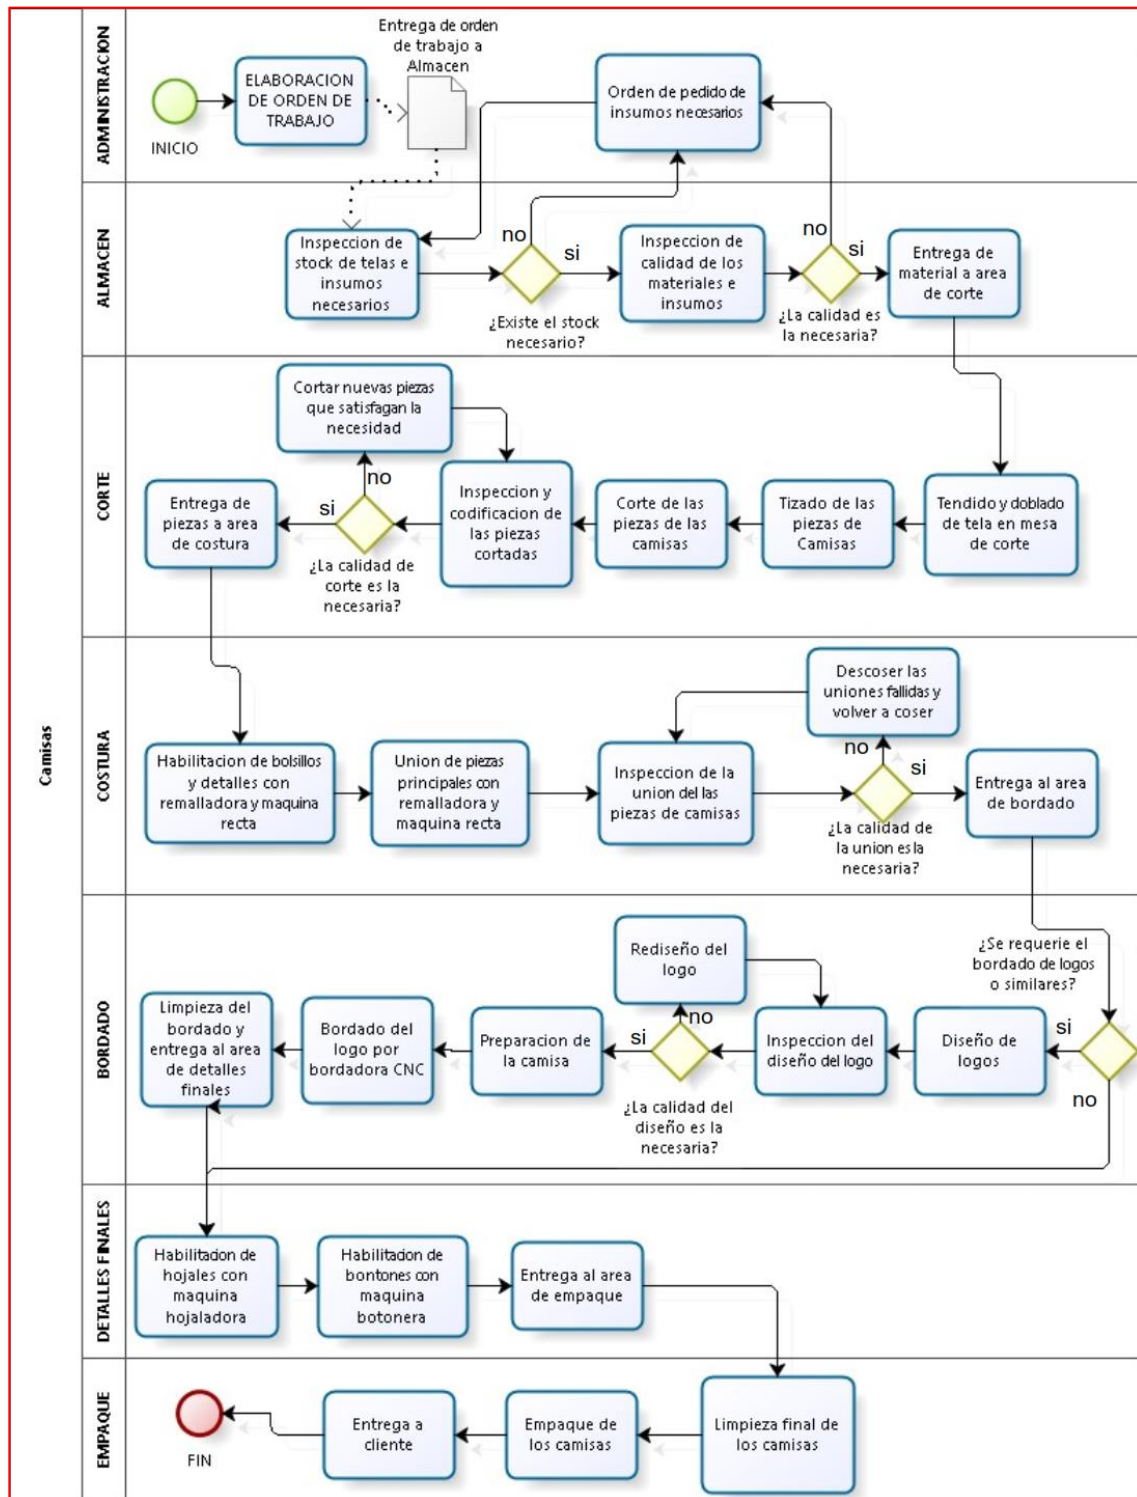 Camisas
ADMINISTRACION
ELABORACION
DE ORDEN DE
TRABAJO
INICIO
Entrega de orden
de trabajo a
Almacen
Orden de pedido de
insumos necesarios
ALMACEN
Inspeccion de
stock de telas e
insumos
necesarios
no
si
¿Existe el stock
necesario?
Inspeccion de
calidad de los
materiales e
insumos
no
si
¿La calidad es
la necesaria?
Entrega de
material a area
de corte
CORTE
Cortar nuevas piezas
que satisfagan la
necesidad
no
si
Entrega de
piezas a area
de costura
¿La calidad de
corte es la
necesaria?
Inspeccion y
codificacion de
las piezas
cortadas
Corte de las
piezas de las
camisas
Tizado de las
piezas de
Camisas
Tendido y doblado
de tela en mesa
de corte
COSTURA
Descoser las
uniones fallidas y
volver a coser
Habilitacion de bolsillos
y detalles con
remalladora y maquina
recta
Union de piezas
principales con
remalladora y
maquina recta
Inspeccion de la
union del las
piezas de camisas
no
si
¿La calidad de
la union es la
necesaria?
Entrega al area
de bordado
BORDADO
¿Se requerie el
bordado de logos
o similares?
Rediseño del
logo
Limpieza del
bordado y
entrega al area
de detalles
finales
Bordado del
logo por
bordadora CNC
Preparacion de
la camisa
si
no
¿La calidad del
diseño es la
necesaria?
Inspeccion del
diseño del logo
Diseño de
logos
si
no
DETALLES FINALES
Habilitacion de
hojales con
maquina
hojaladora
Habilitacion de
bontones con
maquina
botonera
Entrega al area
de empaque
EMPAQUE
FIN
Entrega a
cliente
Empaque de
los camisas
Limpieza final de
los camisas